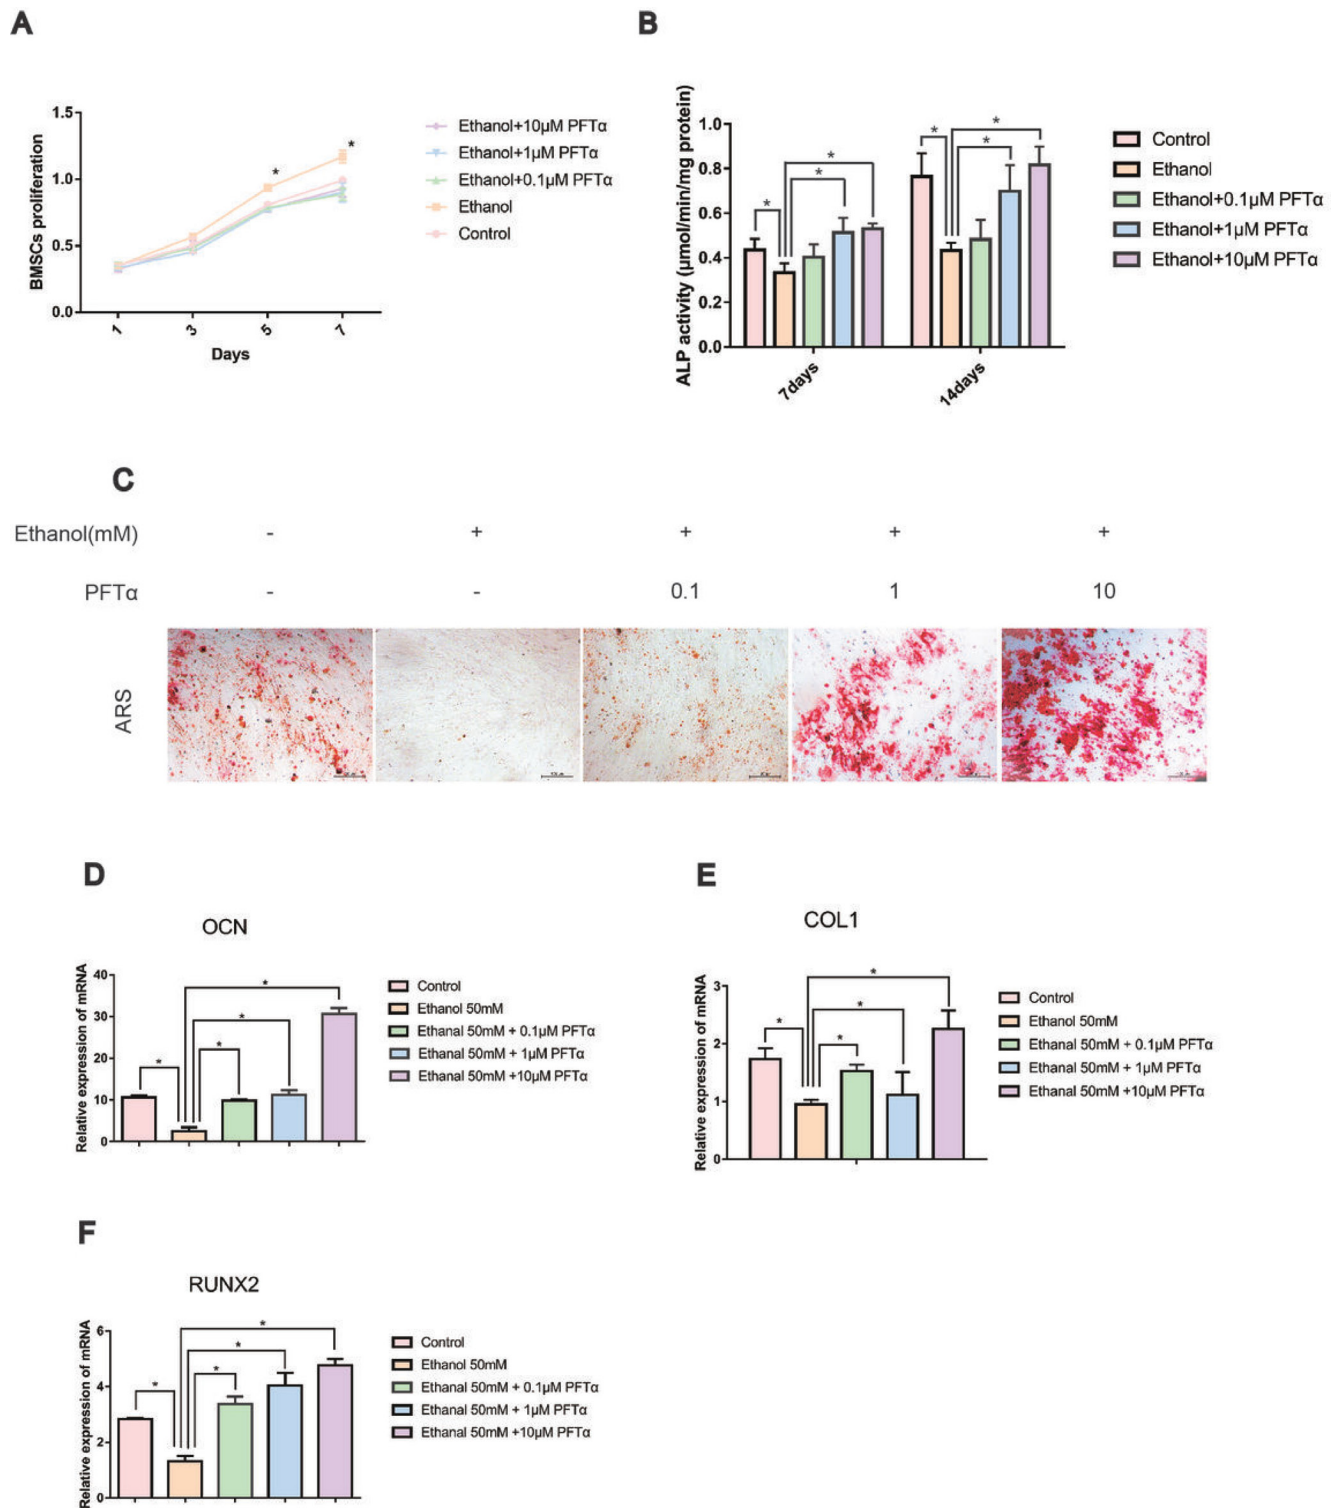 A
BMSCs proliferation
1.5
1.0
0.5
0.0
1
3
5
7
Days
*
*
Ethanol+10μM PFTα
Ethanol+1μM PFTα
Ethanol+0.1μM PFTα
Ethanol
Control
B
ALP activity (μmol/min/mg protein)
1.0
0.8
0.6
0.4
0.2
0.0
7days
14days
*
*
*
*
*
*
Control
Ethanol
Ethanol+0.1μM PFTα
Ethanol+1μM PFTα
Ethanol+10μM PFTα
C
Ethanol(mM) - + + + +
PFTα - - 0.1 1 10
ARS
D
OCN
Relative expression of mRNA
40
30
20
10
0
*
*
*
*
Control
Ethanol 50mM
Ethanal 50mM + 0.1μM PFTα
Ethanal 50mM + 1μM PFTα
Ethanal 50mM +10μM PFTα
E
COL1
Relative expression of mRNA
3
2
1
0
*
*
*
*
Control
Ethanol 50mM
Ethanal 50mM + 0.1μM PFTα
Ethanal 50mM + 1μM PFTα
Ethanal 50mM +10μM PFTα
F
RUNX2
Relative expression of mRNA
6
4
2
0
*
*
*
*
Control
Ethanol 50mM
Ethanal 50mM + 0.1μM PFTα
Ethanal 50mM + 1μM PFTα
Ethanal 50mM +10μM PFTα